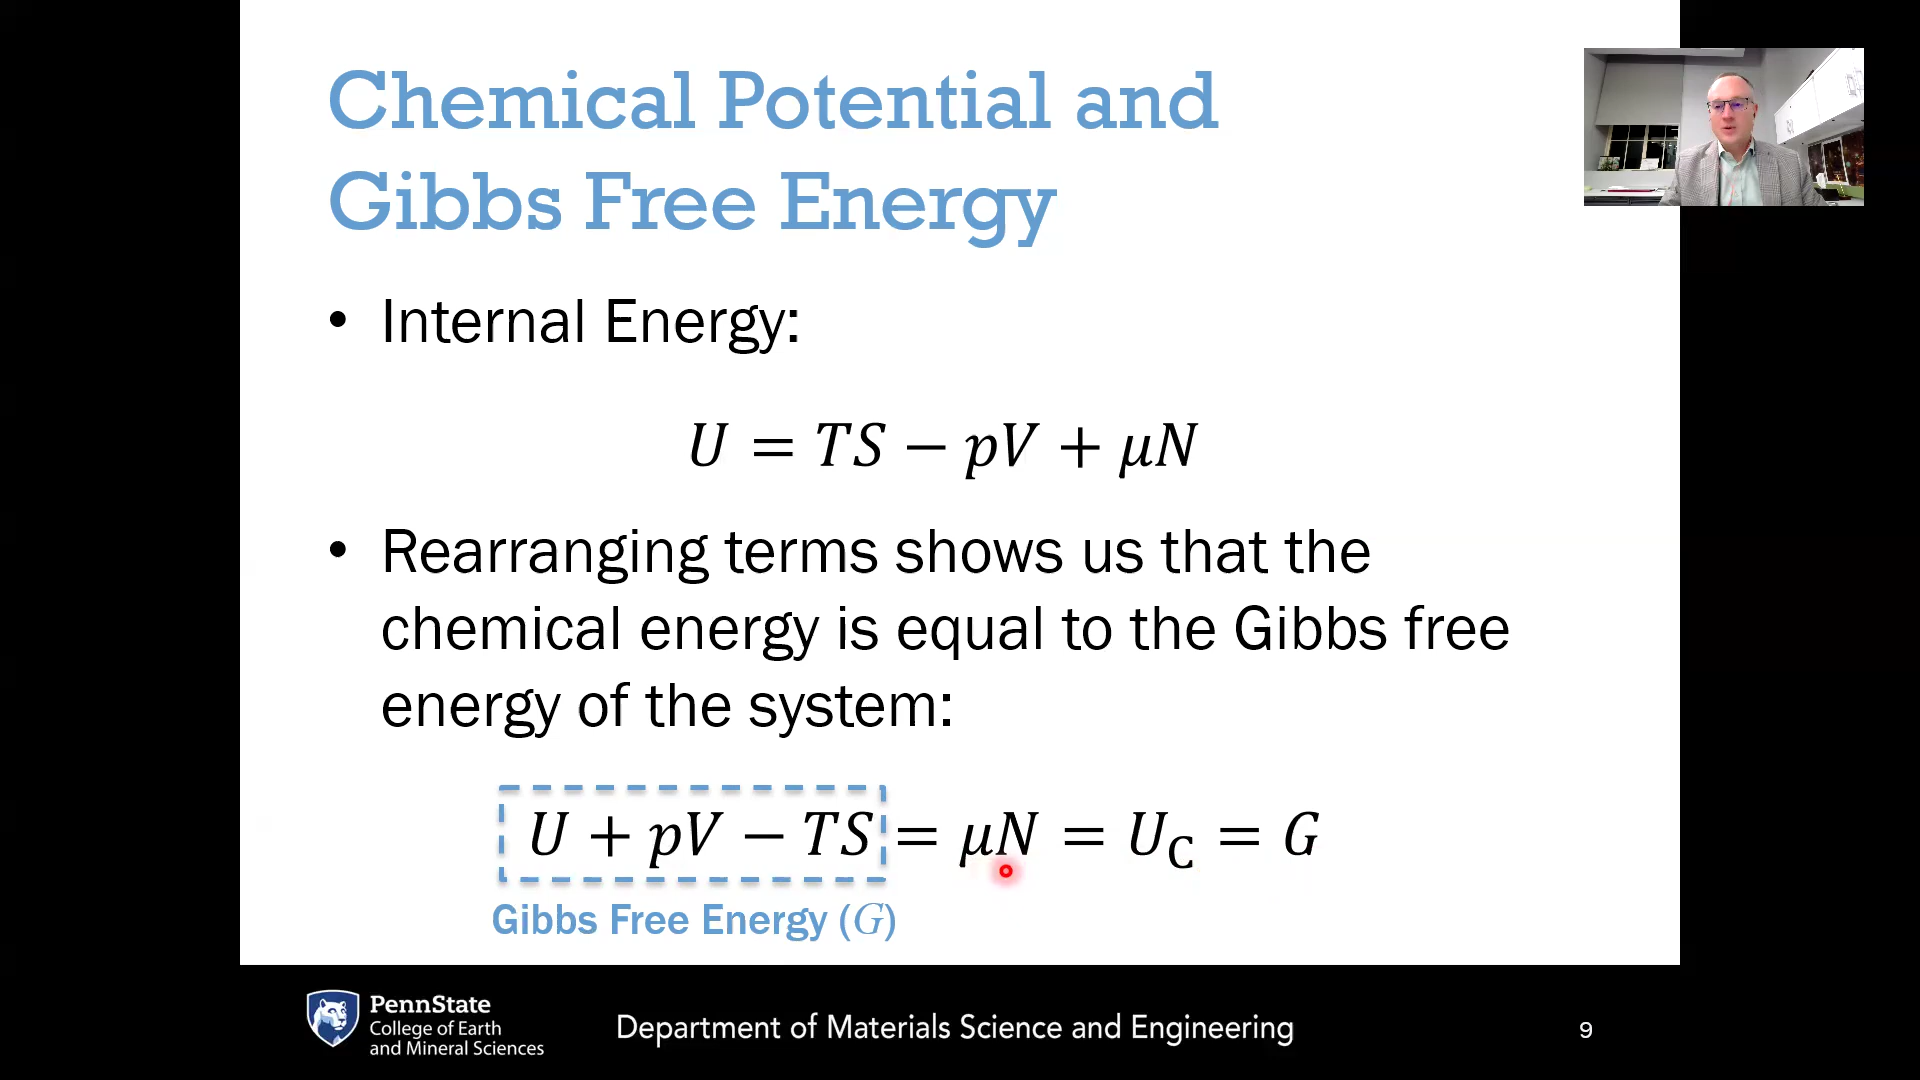 Chemical Potential and
Gibbs Free Energy
• Internal Energy:
U = TS − pV + μN
• Rearranging terms shows us that the
chemical energy is equal to the Gibbs free
energy of the system:
U + pV − TS = μN = U_C = G
Gibbs Free Energy (G)
PennState
College of Earth
and Mineral Sciences
Department of Materials Science and Engineering
9